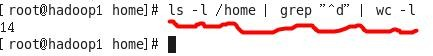 [ root@hadoop1 home]# ls -l /home | grep "^d" | wc -l
14
[ root@hadoop1 home]#